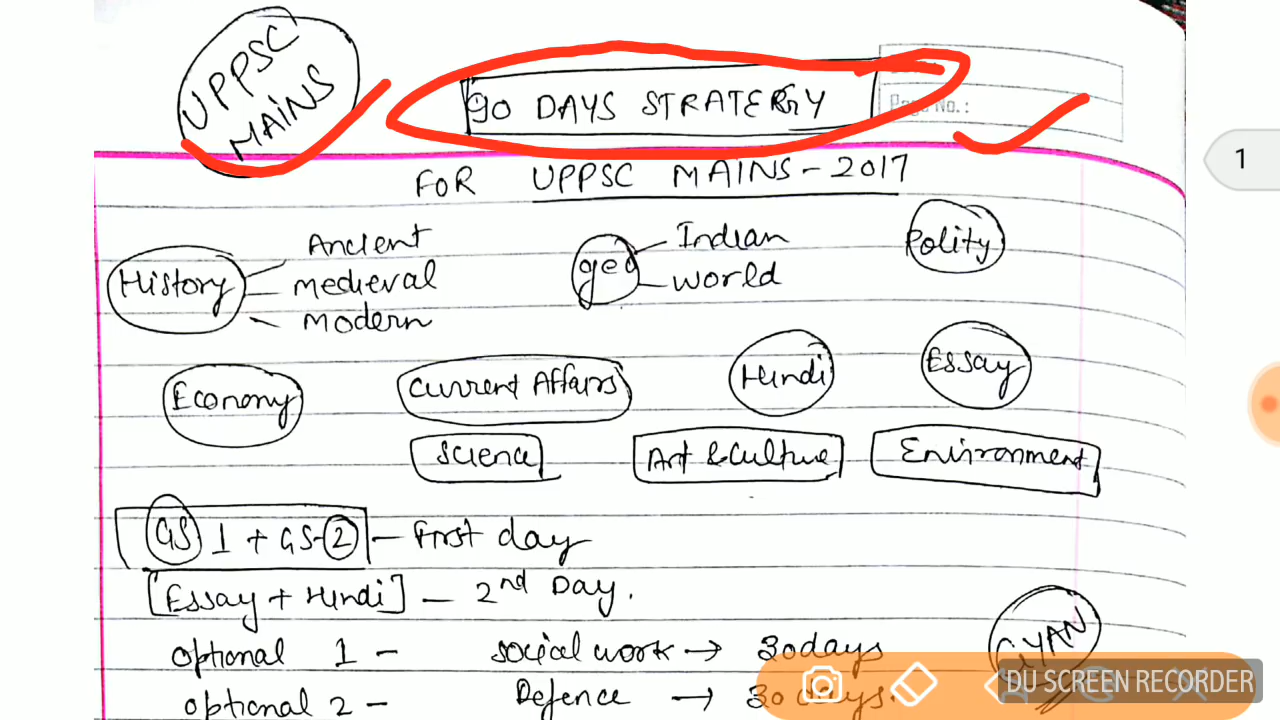 UPPSC
MAINS
90 DAYS STRATERGY
Page No.:
FOR UPPSC MAINS-2017
1
History
Ancient
medieval
modern
geo
Indian
world
Polity
Economy
Current Affairs
Hindi
Essay
Science
Art & Culture
Environment
GS 1 + GS-2 - First day
[Essay + Hindi] - 2nd Day.
optional 1 - social work → 30 days
optional 2 - Defence → 30 days.
GYAN
DU SCREEN RECORDER